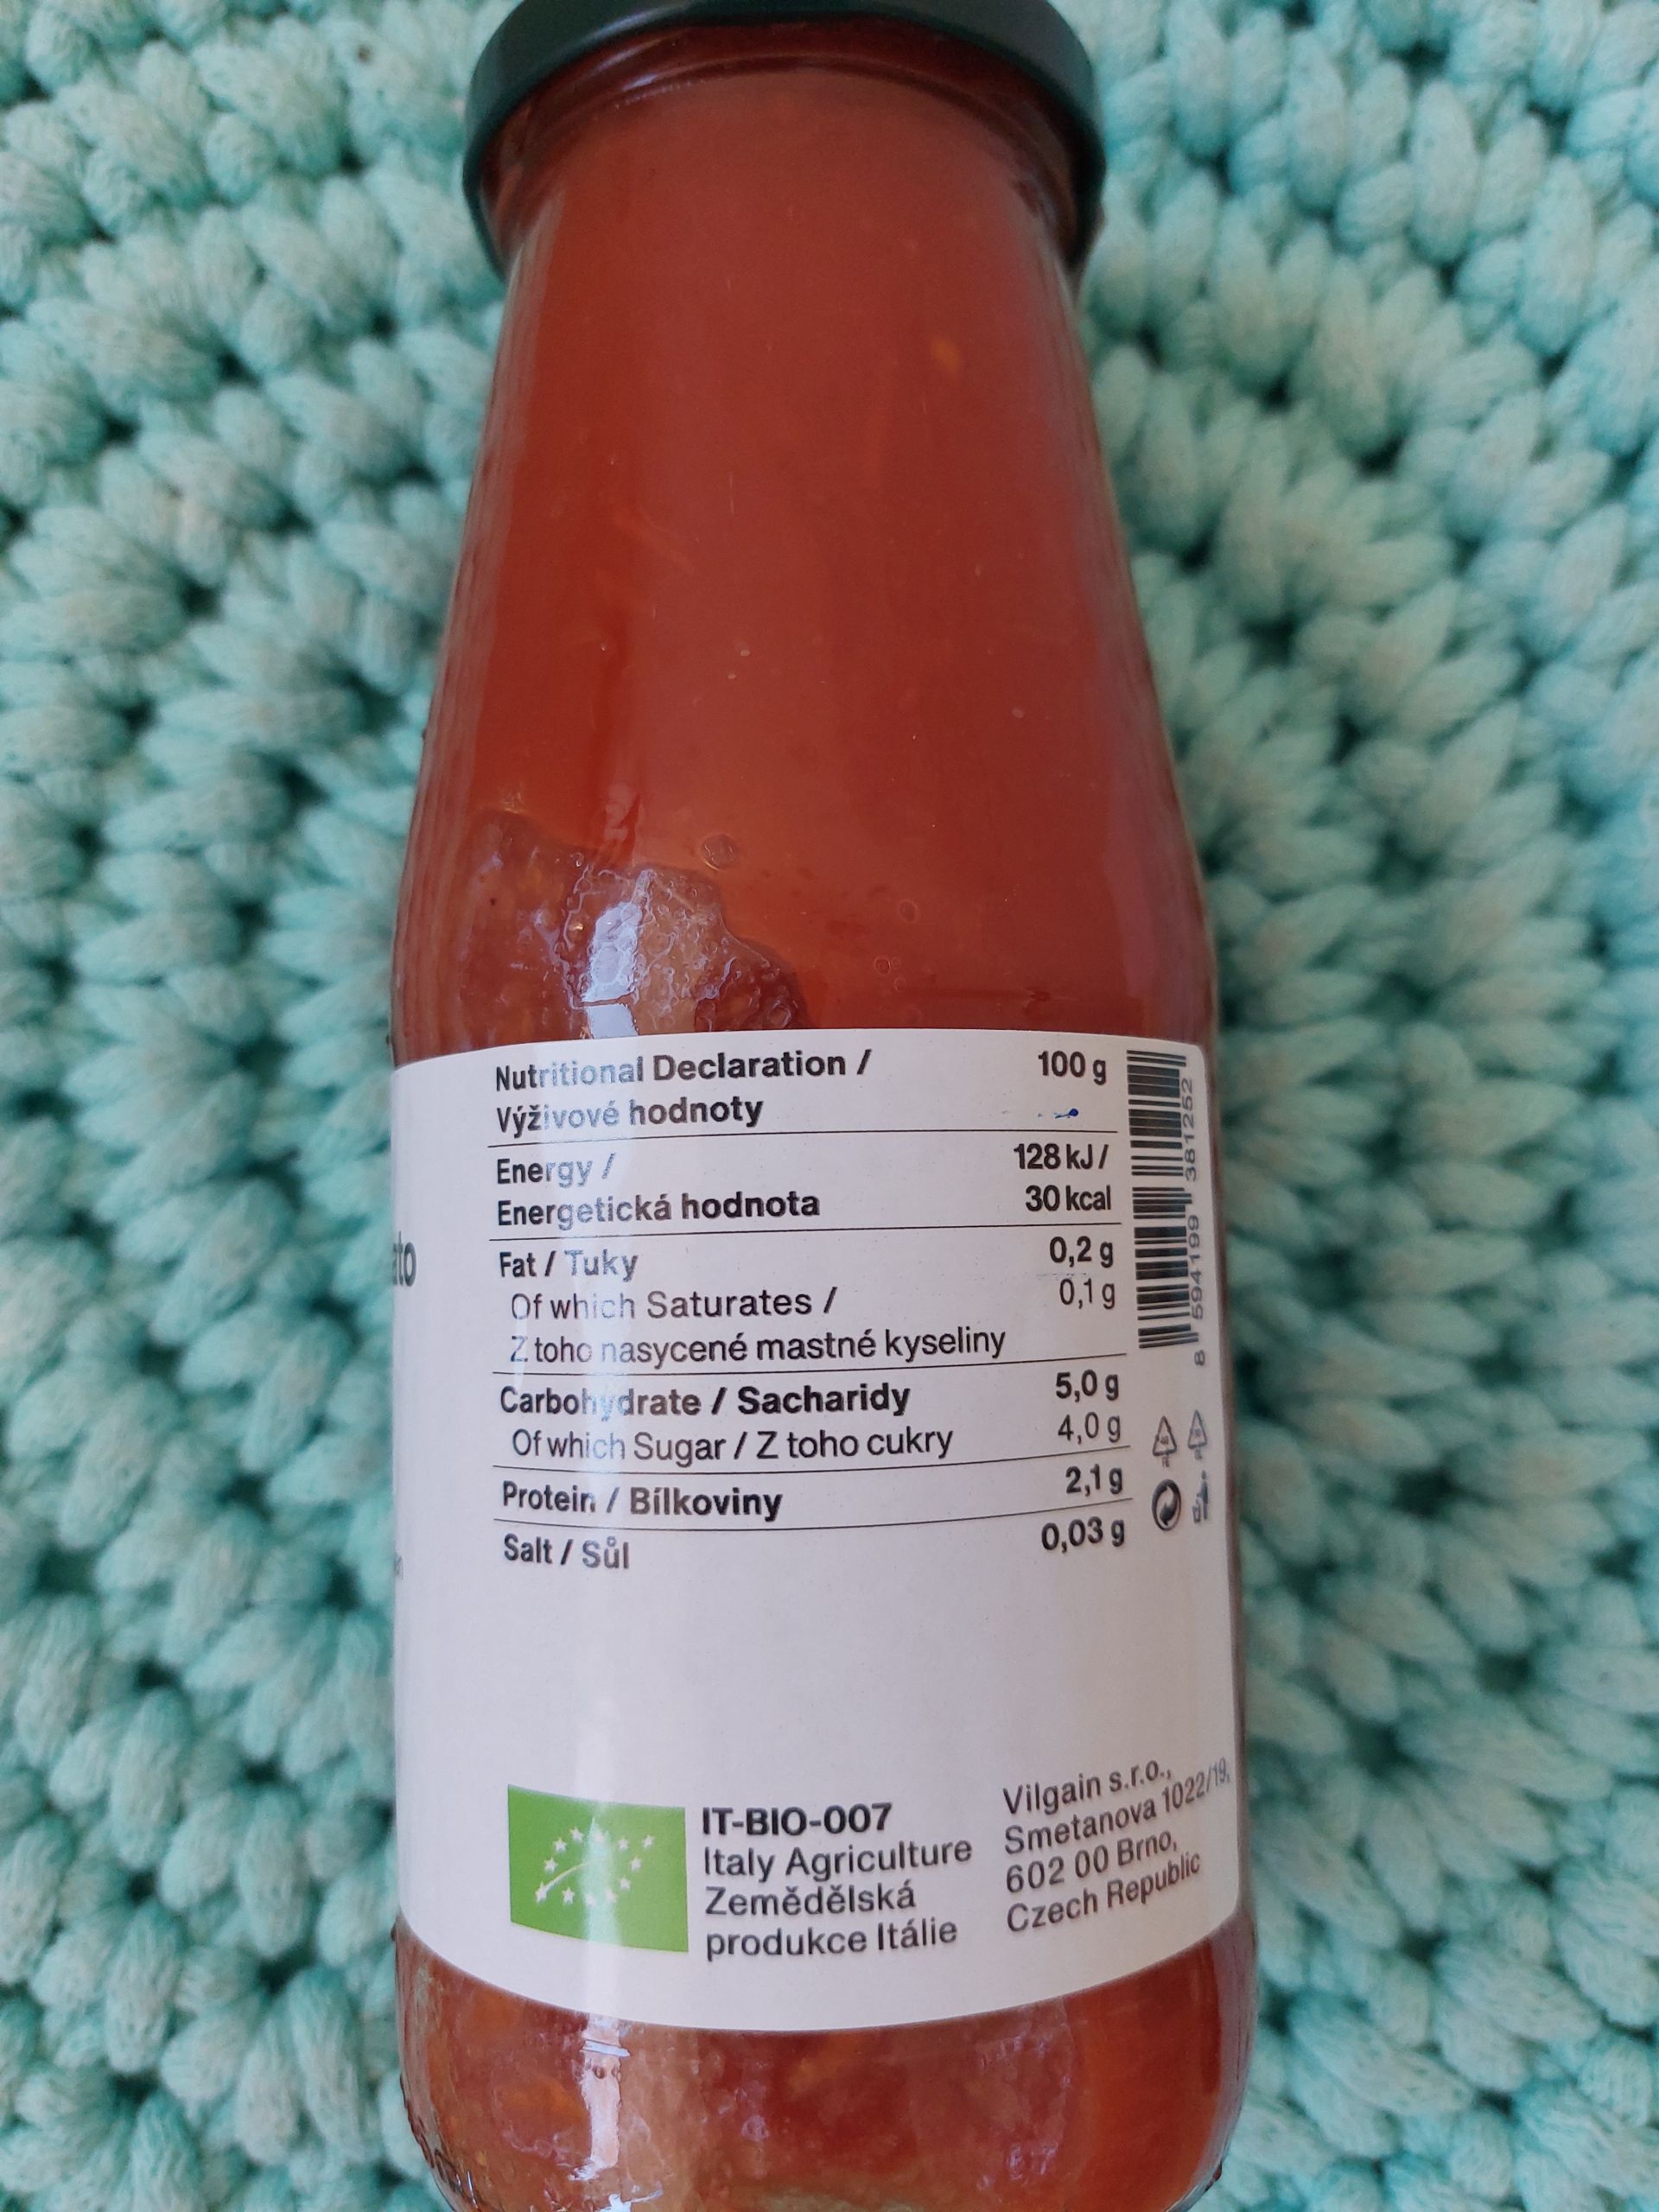 Nutritional Declaration / 100 g
Výživové hodnoty
Energy / 128 kJ /
Energetická hodnota 30 kcal
Fat / Tuky 0,2 g
Of which Saturates / 0,1 g
Z toho nasycené mastné kyseliny
Carbohydrate / Sacharidy 5,0 g
Of which Sugar / Z toho cukry 4,0 g
Protein / Bílkoviny 2,1 g
Salt / Sůl 0,03 g
8 594199 381252
IT-BIO-007
Italy Agriculture
Zemědělská
produkce Itálie
Vilgain s.r.o.,
Smetanova 1022/19,
602 00 Brno,
Czech Republic